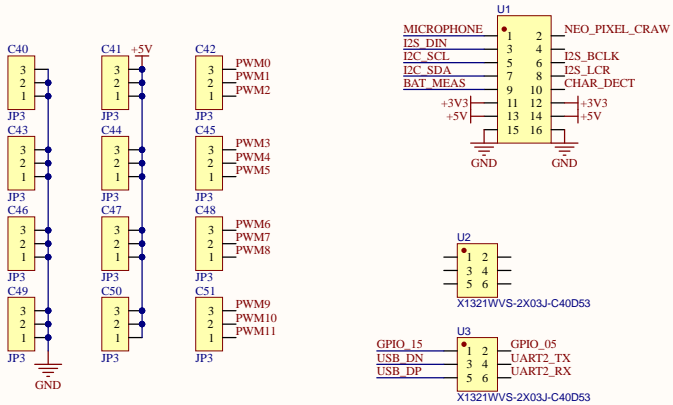 C40
3
2
1
JP3
C41
+5V
3
2
1
JP3
C42
3
2
1
JP3
PWM0
PWM1
PWM2
C43
3
2
1
JP3
C44
3
2
1
JP3
C45
3
2
1
JP3
PWM3
PWM4
PWM5
C46
3
2
1
JP3
C47
3
2
1
JP3
C48
3
2
1
JP3
PWM6
PWM7
PWM8
C49
3
2
1
JP3
GND
C50
3
2
1
JP3
C51
3
2
1
JP3
PWM9
PWM10
PWM11
U1
MICROPHONE 1 2 NEO_PIXEL_CRAW
I2S_DIN 3 4
I2C_SCL 5 6 I2S_BCLK
I2C_SDA 7 8 I2S_LCR
BAT_MEAS 9 10 CHAR_DECT
+3V3 11 12 +3V3
+5V 13 14 +5V
15 16
GND GND
U2
1 2
3 4
5 6
X1321WVS-2X03J-C40D53
U3
GPIO_15 1 2 GPIO_05
USB_DN 3 4 UART2_TX
USB_DP 5 6 UART2_RX
X1321WVS-2X03J-C40D53